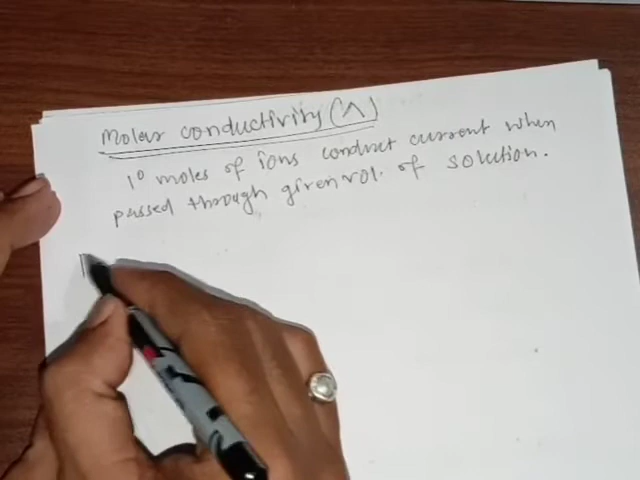 Molar conductivity (Λ)
1° moles of ions conduct current when
passed through given vol. of solution.